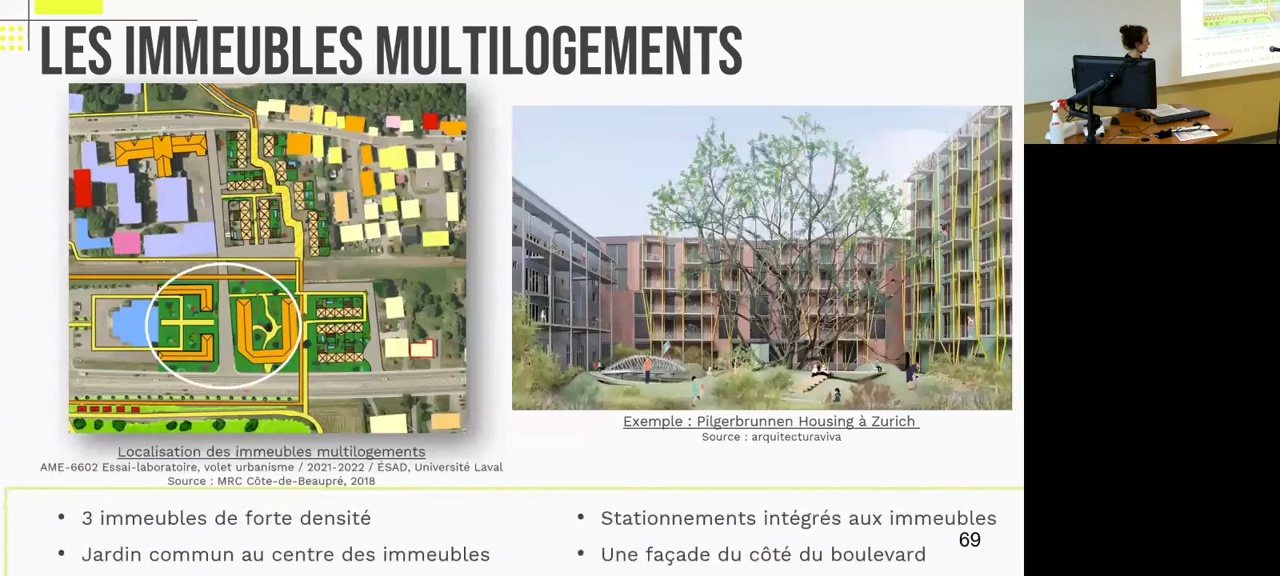 LES IMMEUBLES MULTILOGEMENTS
Localisation des immeubles multilogements
AME-6602 Essai-laboratoire, volet urbanisme / 2021-2022 / ÉSAD, Université Laval
Source : MRC Côte-de-Beaupré, 2018
Exemple : Pilgerbrunnen Housing à Zurich
Source : arquitecturaviva
• 3 immeubles de forte densité
• Jardin commun au centre des immeubles
• Stationnements intégrés aux immeubles
• Une façade du côté du boulevard
69